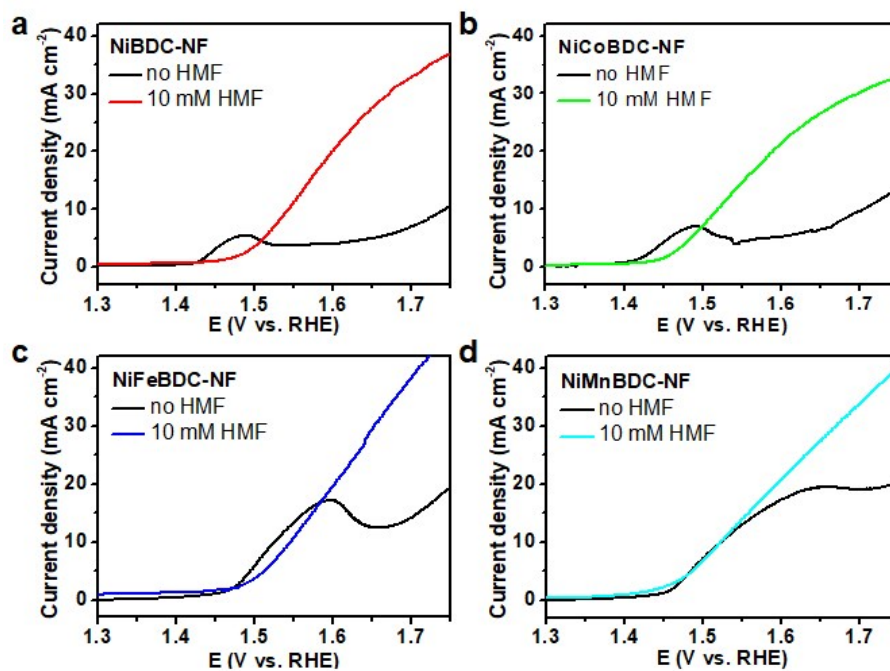 a
NiBDC-NF
no HMF
10 mM HMF
Current density (mA cm⁻²)
40
30
20
10
0
1.3 1.4 1.5 1.6 1.7
E (V vs. RHE)
b
NiCoBDC-NF
no HMF
10 mM HMF
Current density (mA cm⁻²)
40
30
20
10
0
1.3 1.4 1.5 1.6 1.7
E (V vs. RHE)
c
NiFeBDC-NF
no HMF
10 mM HMF
Current density (mA cm⁻²)
40
30
20
10
0
1.3 1.4 1.5 1.6 1.7
E (V vs. RHE)
d
NiMnBDC-NF
no HMF
10 mM HMF
Current density (mA cm⁻²)
40
30
20
10
0
1.3 1.4 1.5 1.6 1.7
E (V vs. RHE)